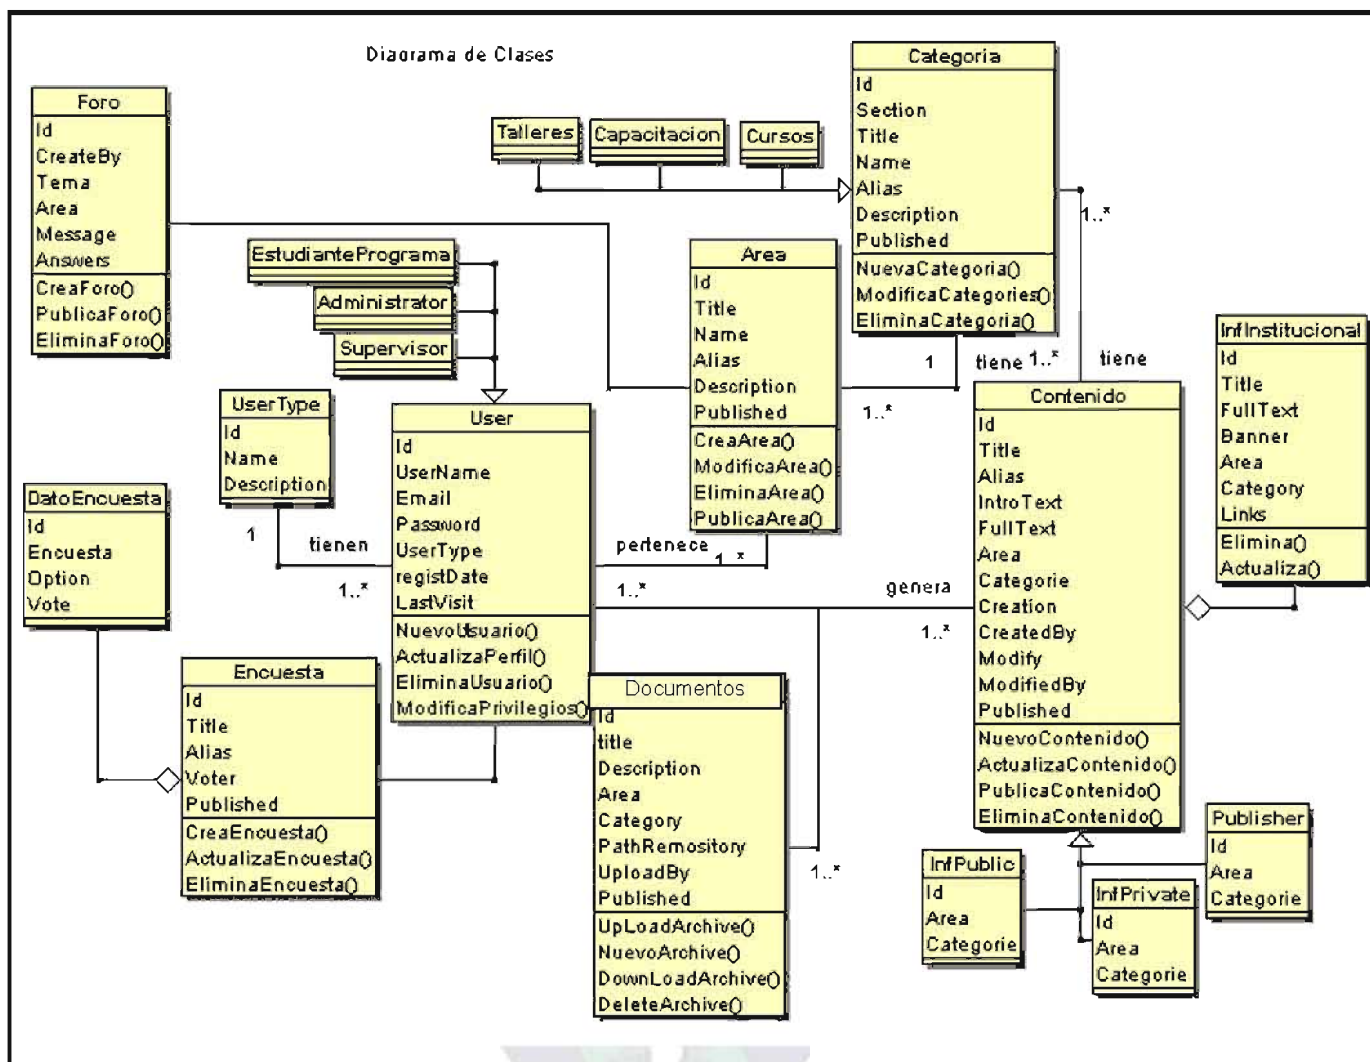 Diagrama de Clases
Foro
Id
CreateBy
Tema
Area
Message
Answers
CreaForo()
PublicaForo()
EliminaForo()
Talleres
Capacitacion
Cursos
Categoria
Id
Section
Title
Name
Alias
Description
Published
NuevaCategoria()
ModificaCategories()
EliminaCategoria()
1..*
EstudiantePrograma
Administrator
Supervisor
Area
Id
Title
Name
Alias
Description
Published
CreaArea()
ModificaArea()
EliminaArea()
PublicaArea()
1
tiene
1..*
tiene
1..*
InfInstitucional
Id
Title
FullText
Banner
Area
Category
Links
Elimina()
Actualiza()
UserType
Id
Name
Description
1
tienen
1..*
User
Id
UserName
Email
Password
UserType
registDate
LastVisit
NuevoUsuario()
ActualizaPerfil()
EliminaUsuario()
ModificaPrivilegios()
pertenece
1..*
1..*
genera
1..*
Contenido
Id
Title
Alias
IntroText
FullText
Area
Categorie
Creation
CreatedBy
Modify
ModifiedBy
Published
NuevoContenido()
ActualizaContenido()
PublicaContenido()
EliminaContenido()
DatoEncuesta
Id
Encuesta
Option
Vote
Encuesta
Id
Title
Alias
Voter
Published
CreaEncuesta()
ActualizaEncuesta()
EliminaEncuesta()
Documentos
Id
title
Description
Area
Category
PathRemository
UploadBy
Published
UpLoadArchive()
NuevoArchive()
DownLoadArchive()
DeleteArchive()
1..*
InfPublic
Id
Area
Categorie
InfPrivate
Id
Area
Categorie
Publisher
Id
Area
Categorie